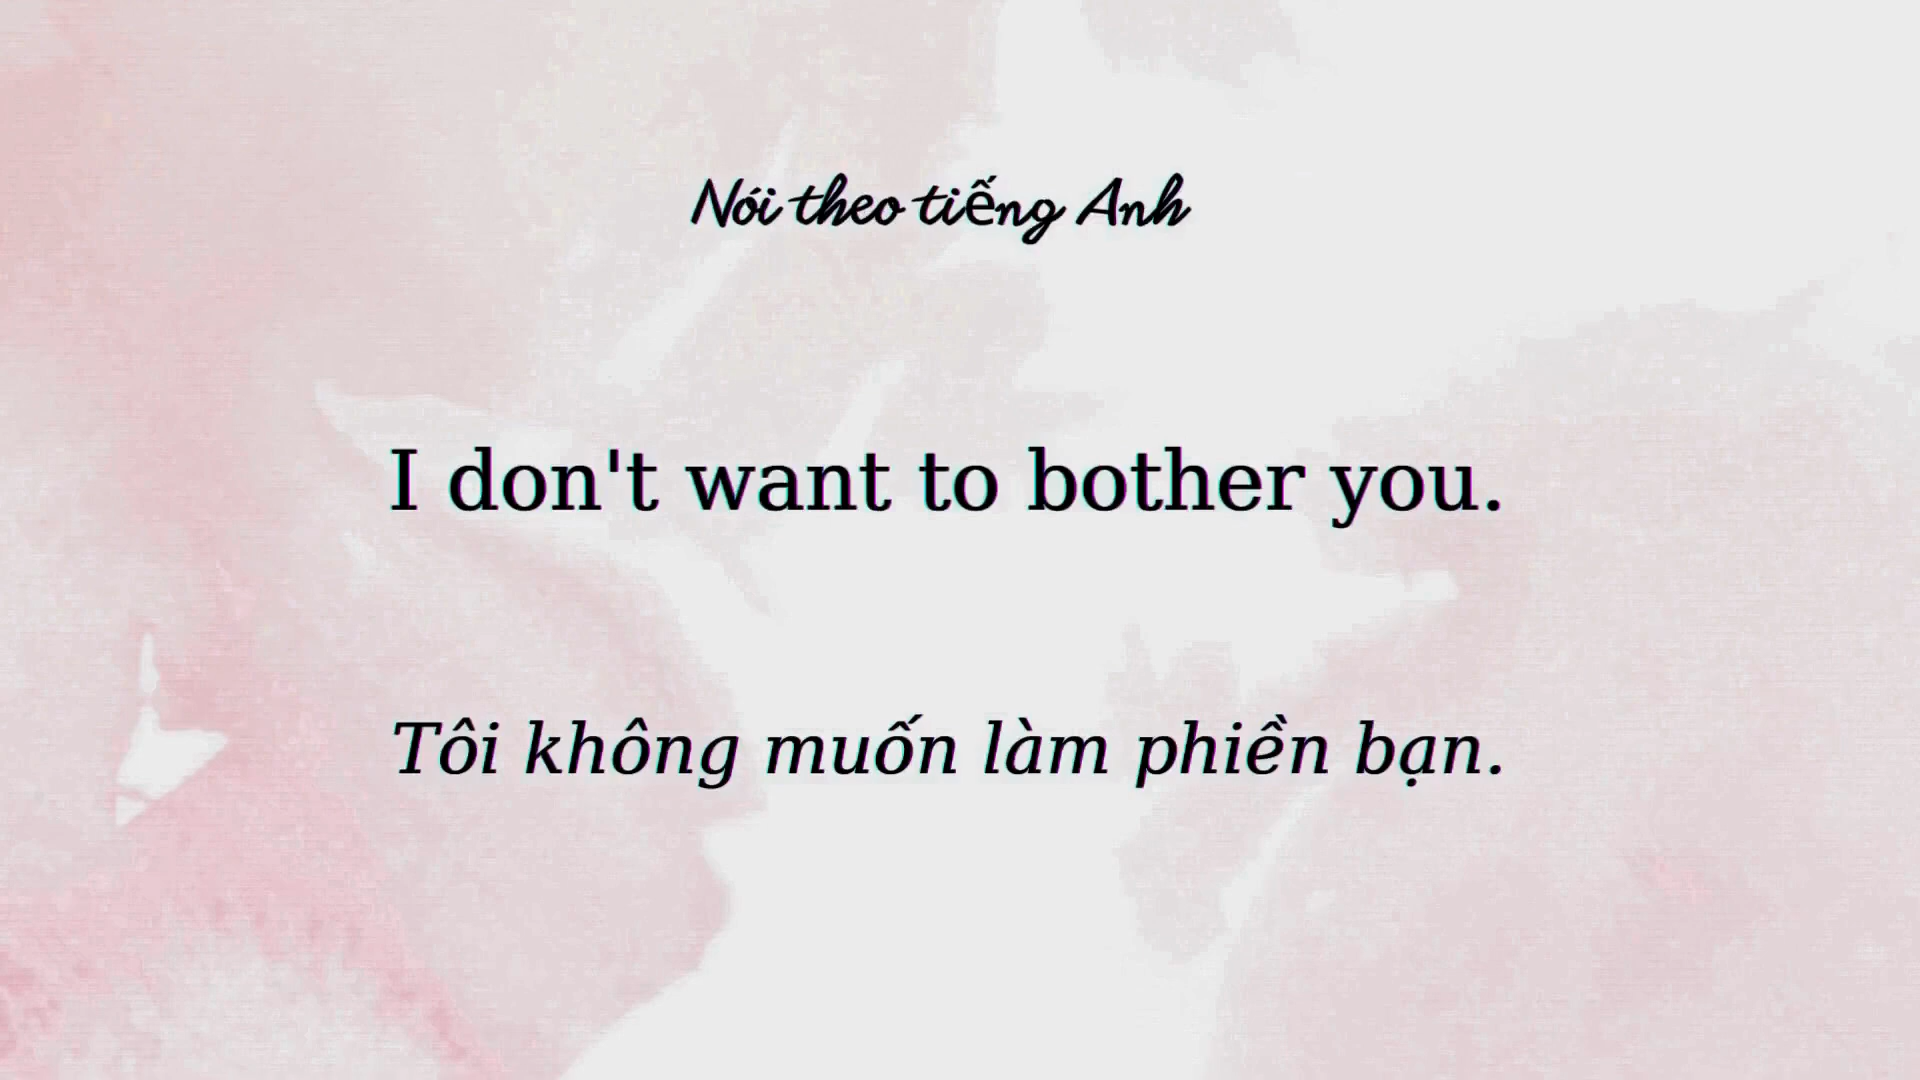 Nói theo tiếng Anh
I don't want to bother you.
Tôi không muốn làm phiền bạn.